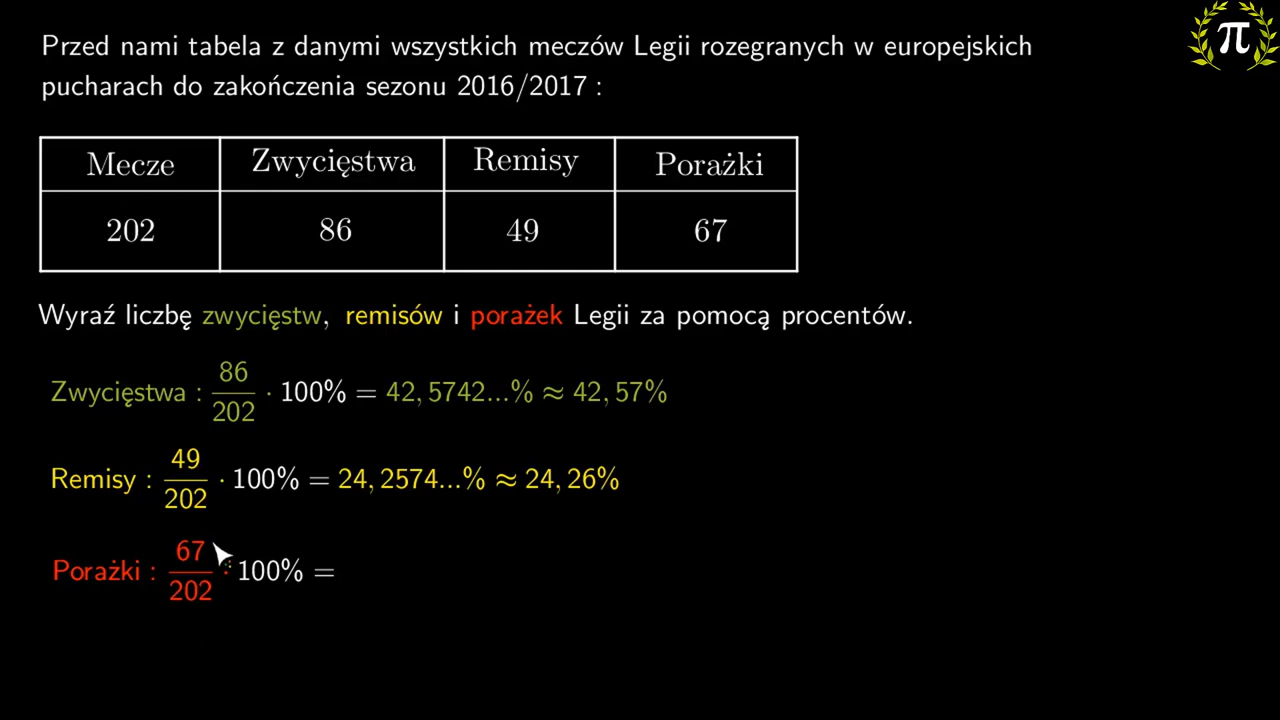 Przed nami tabela z danymi wszystkich meczów Legii rozegranych w europejskich
pucharach do zakończenia sezonu 2016/2017 :
π
Mecze Zwycięstwa Remisy Porażki
202 86 49 67
Wyraź liczbę zwycięstw, remisów i porażek Legii za pomocą procentów.
Zwycięstwa : 86/202 · 100% = 42,5742...% ≈ 42,57%
Remisy : 49/202 · 100% = 24,2574...% ≈ 24,26%
Porażki : 67/202 · 100% =